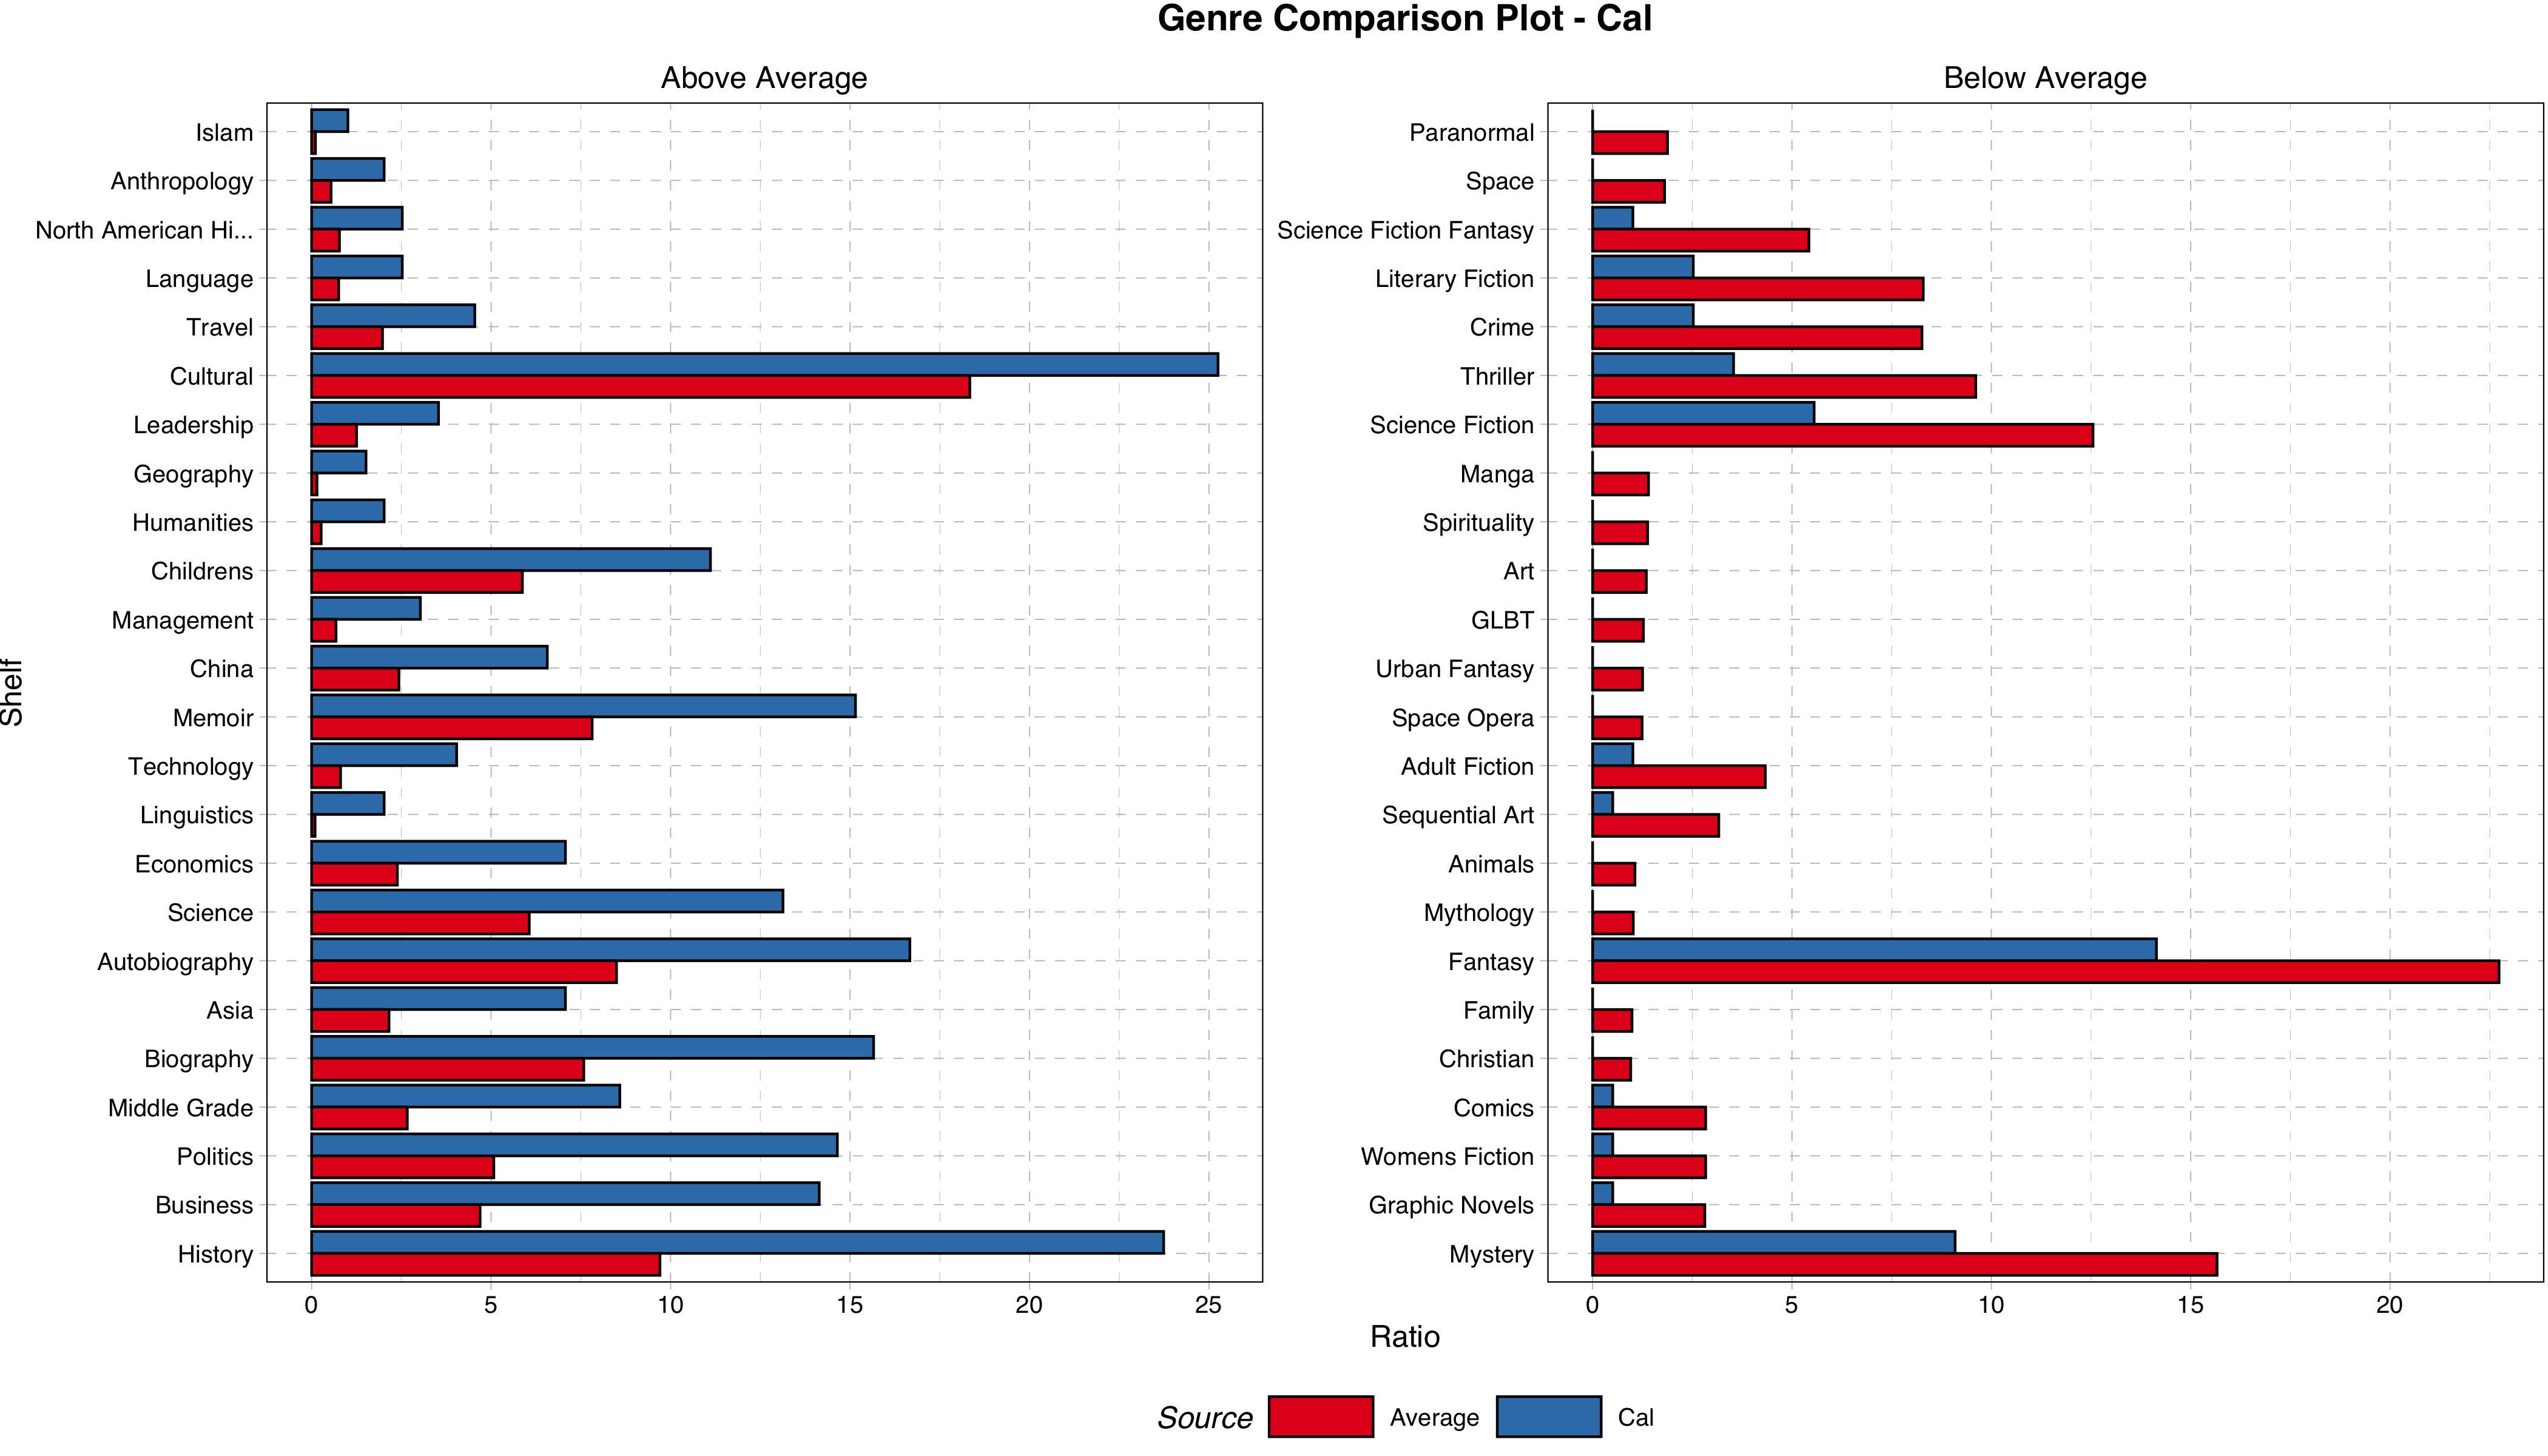 Genre Comparison Plot - Cal
Above Average
Below Average
Shelf
Islam
Anthropology
North American Hi...
Language
Travel
Cultural
Leadership
Geography
Humanities
Childrens
Management
China
Memoir
Technology
Linguistics
Economics
Science
Autobiography
Asia
Biography
Middle Grade
Politics
Business
History
0 5 10 15 20 25
Paranormal
Space
Science Fiction Fantasy
Literary Fiction
Crime
Thriller
Science Fiction
Manga
Spirituality
Art
GLBT
Urban Fantasy
Space Opera
Adult Fiction
Sequential Art
Animals
Mythology
Fantasy
Family
Christian
Comics
Womens Fiction
Graphic Novels
Mystery
0 5 10 15 20
Ratio
Source Average Cal